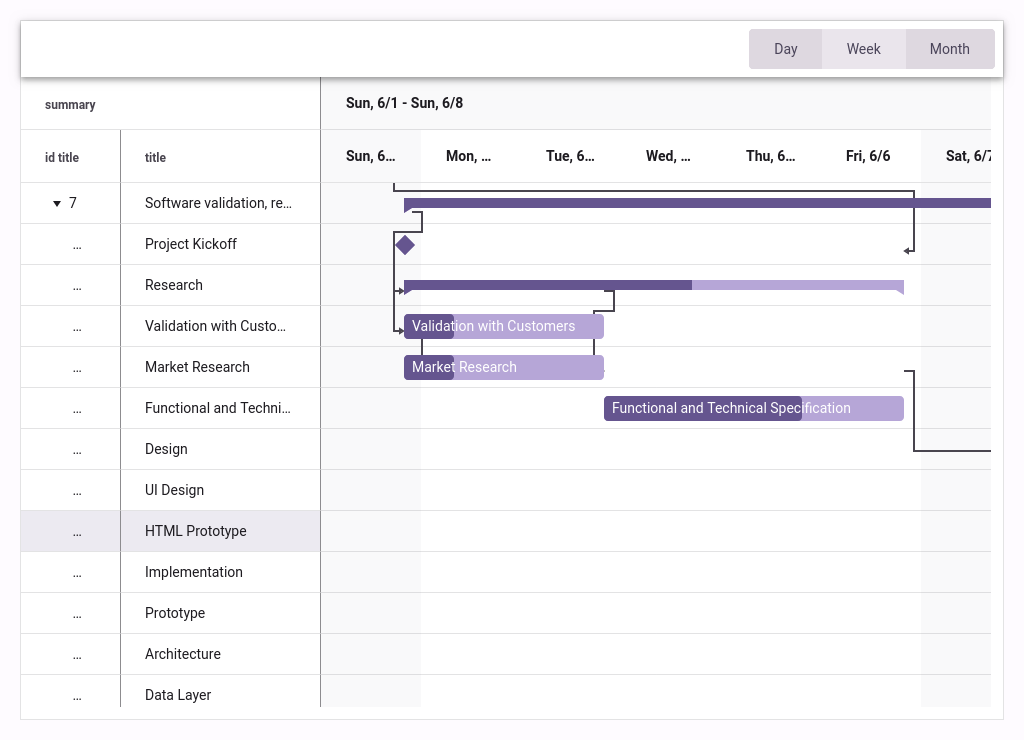 Day Week Month
summary
Sun, 6/1 - Sun, 6/8
id title title
Sun, 6... Mon, ... Tue, 6... Wed, ... Thu, 6... Fri, 6/6 Sat, 6/7
7 Software validation, re...
... Project Kickoff
... Research
... Validation with Custo... Validation with Customers
... Market Research Market Research
... Functional and Techni... Functional and Technical Specification
... Design
... UI Design
... HTML Prototype
... Implementation
... Prototype
... Architecture
... Data Layer